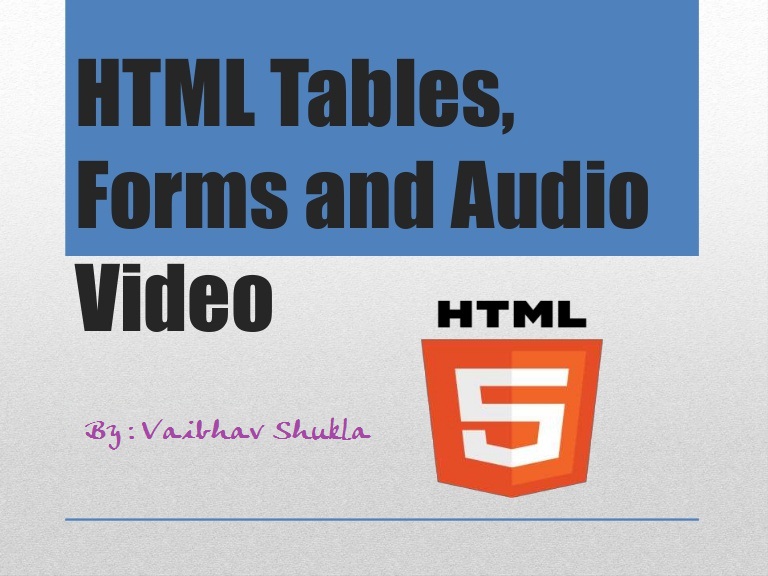 HTML Tables,
Forms and Audio
Video
HTML
5
By: Vaibhav Shukla